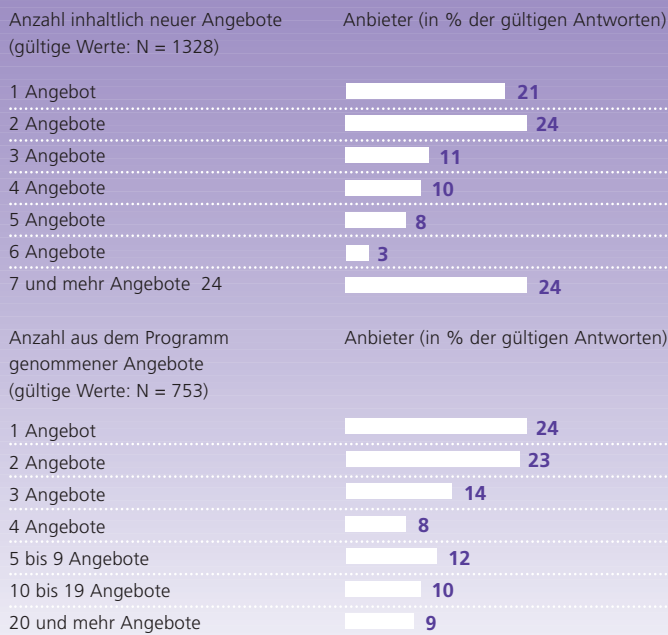 Anzahl inhaltlich neuer Angebote Anbieter (in % der gültigen Antworten)
(gültige Werte: N = 1328)
1 Angebot 21
2 Angebote 24
3 Angebote 11
4 Angebote 10
5 Angebote 8
6 Angebote 3
7 und mehr Angebote 24 24
Anzahl aus dem Programm Anbieter (in % der gültigen Antworten)
genommener Angebote
(gültige Werte: N = 753)
1 Angebot 24
2 Angebote 23
3 Angebote 14
4 Angebote 8
5 bis 9 Angebote 12
10 bis 19 Angebote 10
20 und mehr Angebote 9